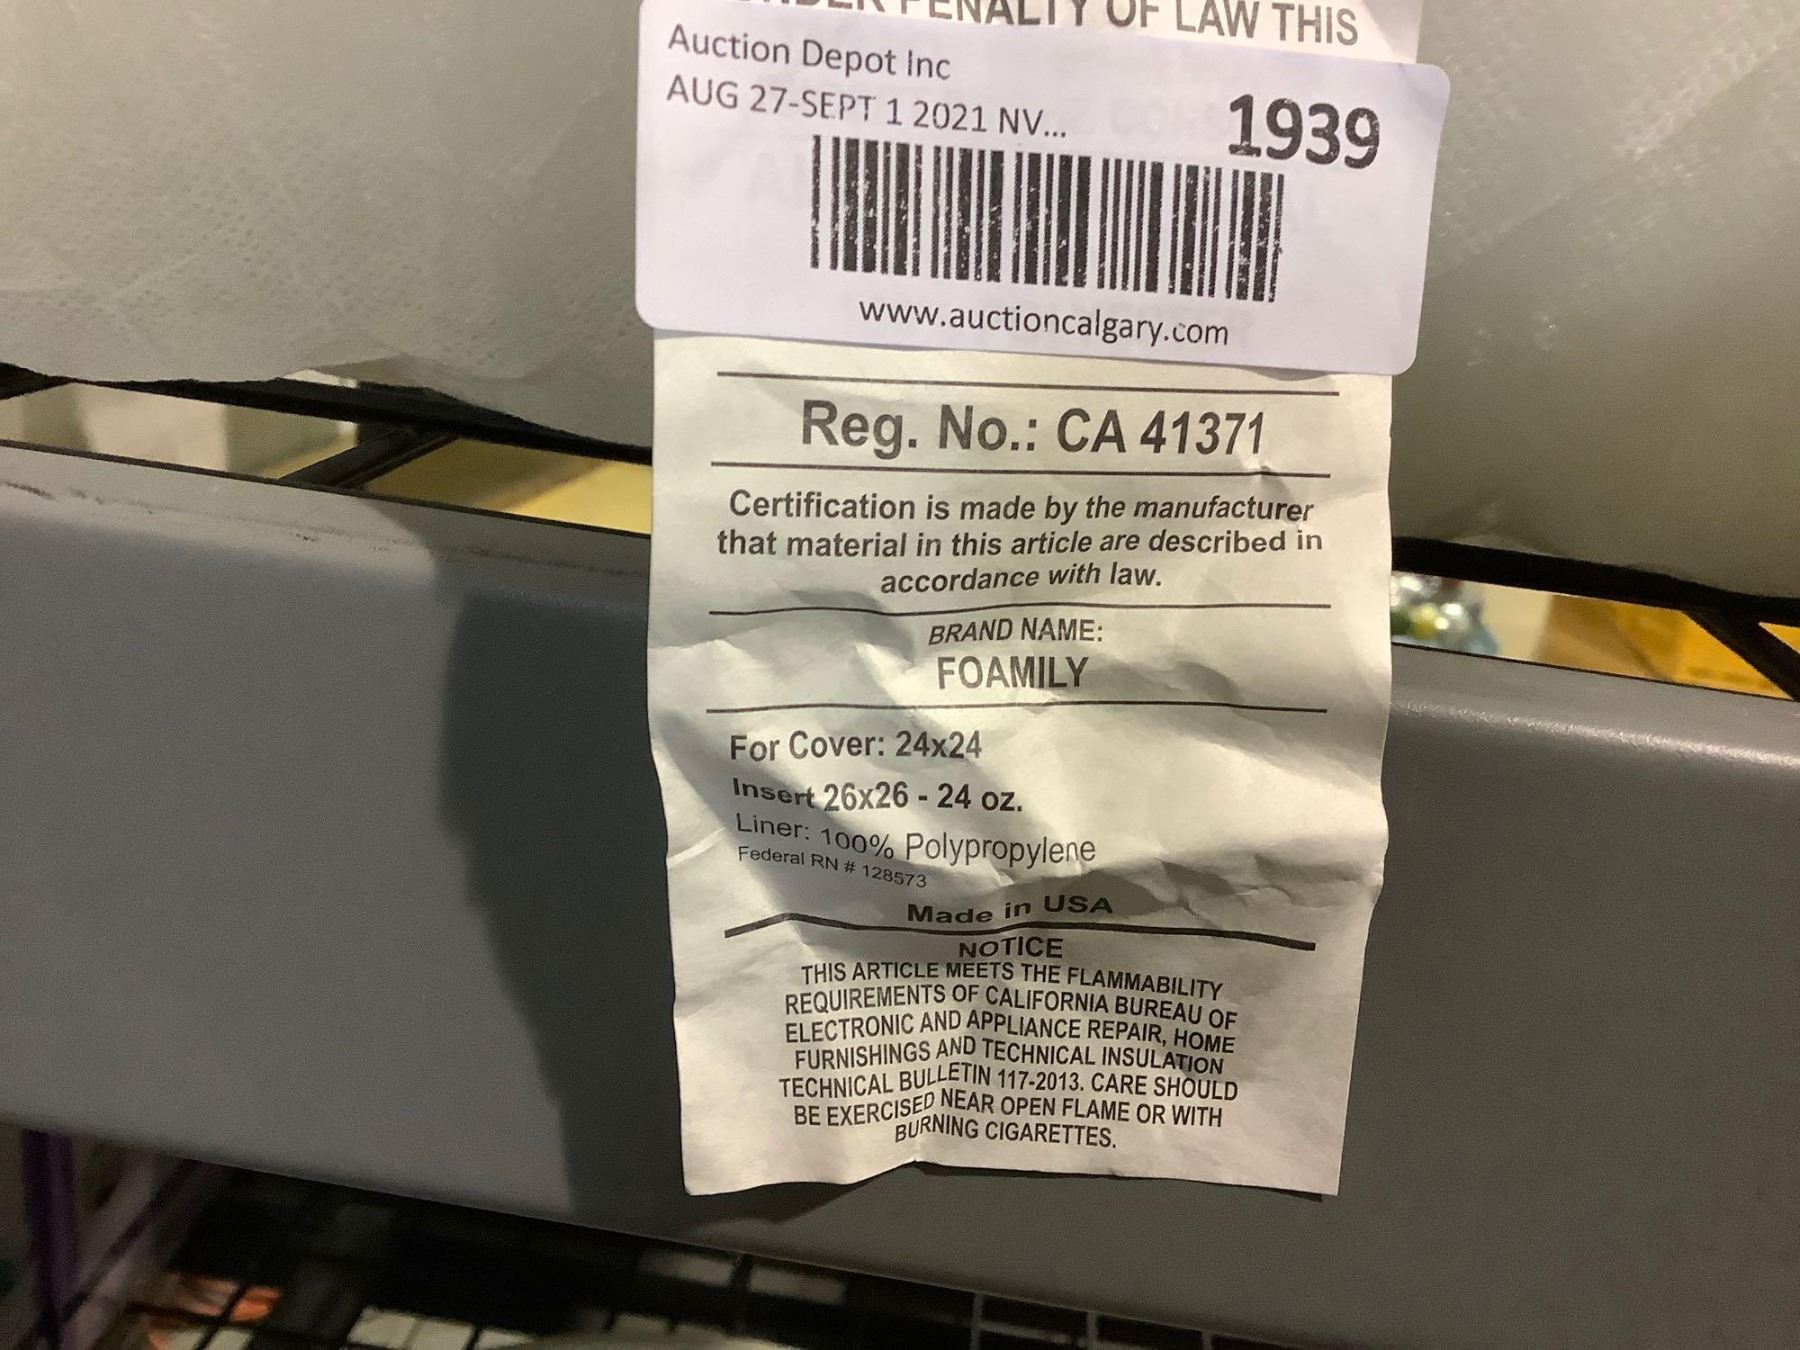 PENALTY OF LAW THIS
Auction Depot Inc
AUG 27-SEPT 1 2021 NV...
1939
www.auctioncalgary.com
Reg. No.: CA 41371
Certification is made by the manufacturer
that material in this article are described in
accordance with law.
BRAND NAME:
FOAMILY
For Cover: 24x24
Insert 26x26 - 24 oz.
Liner: 100% Polypropylene
Federal RN # 128573
Made in USA
NOTICE
THIS ARTICLE MEETS THE FLAMMABILITY
REQUIREMENTS OF CALIFORNIA BUREAU OF
ELECTRONIC AND APPLIANCE REPAIR, HOME
FURNISHINGS AND TECHNICAL INSULATION
TECHNICAL BULLETIN 117-2013. CARE SHOULD
BE EXERCISED NEAR OPEN FLAME OR WITH
BURNING CIGARETTES.